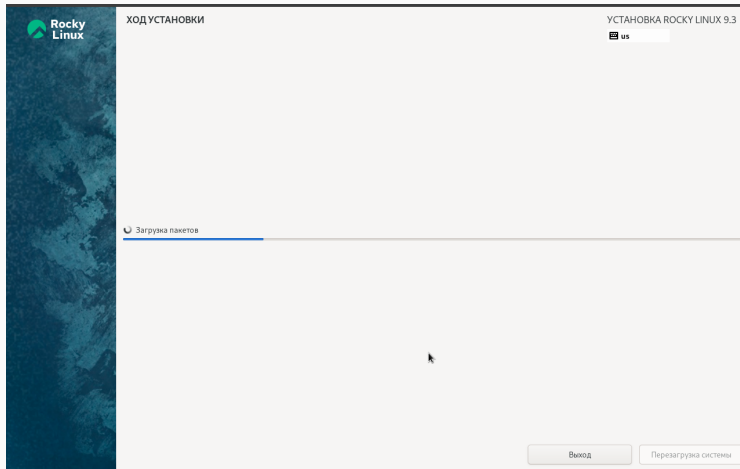 Rocky
Linux
ХОД УСТАНОВКИ
УСТАНОВКА ROCKY LINUX 9.3
us
Загрузка пакетов
Выход
Перезагрузка системы